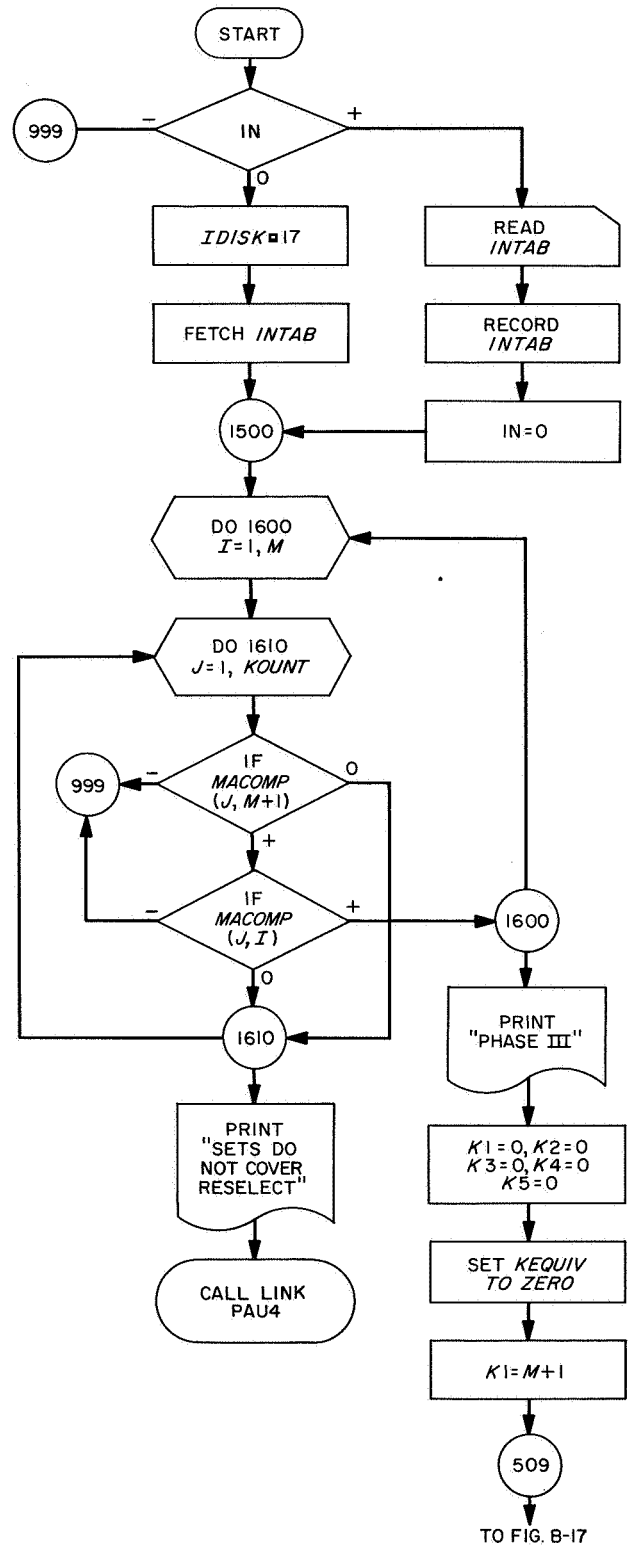 START
999
−
IN
+
0
IDISK=17
READ
INTAB
FETCH INTAB
RECORD
INTAB
1500
IN=0
DO 1600
I=1, M
DO 1610
J=1, KOUNT
999
−
IF
MACOMP
(J, M+1)
0
+
−
IF
MACOMP
(J, I)
+
1600
0
1610
PRINT
"PHASE III"
PRINT
"SETS DO
NOT COVER
RESELECT"
K1=0, K2=0
K3=0, K4=0
K5=0
CALL LINK
PAU4
SET KEQUIV
TO ZERO
K1=M+1
509
TO FIG. B-17